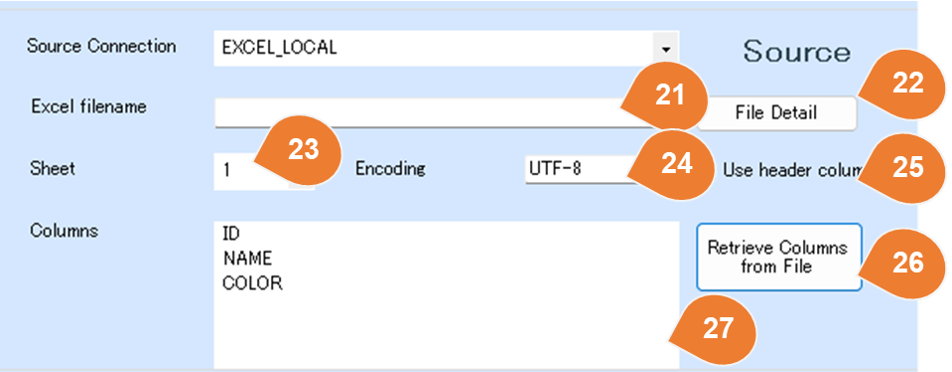 Source Connection EXCEL_LOCAL Source
22
Excel filename 21 File Detail
23
Sheet 1 Encoding UTF-8 24 Use header colum 25
Columns
ID
NAME
COLOR
Retrieve Columns
from File
26
27